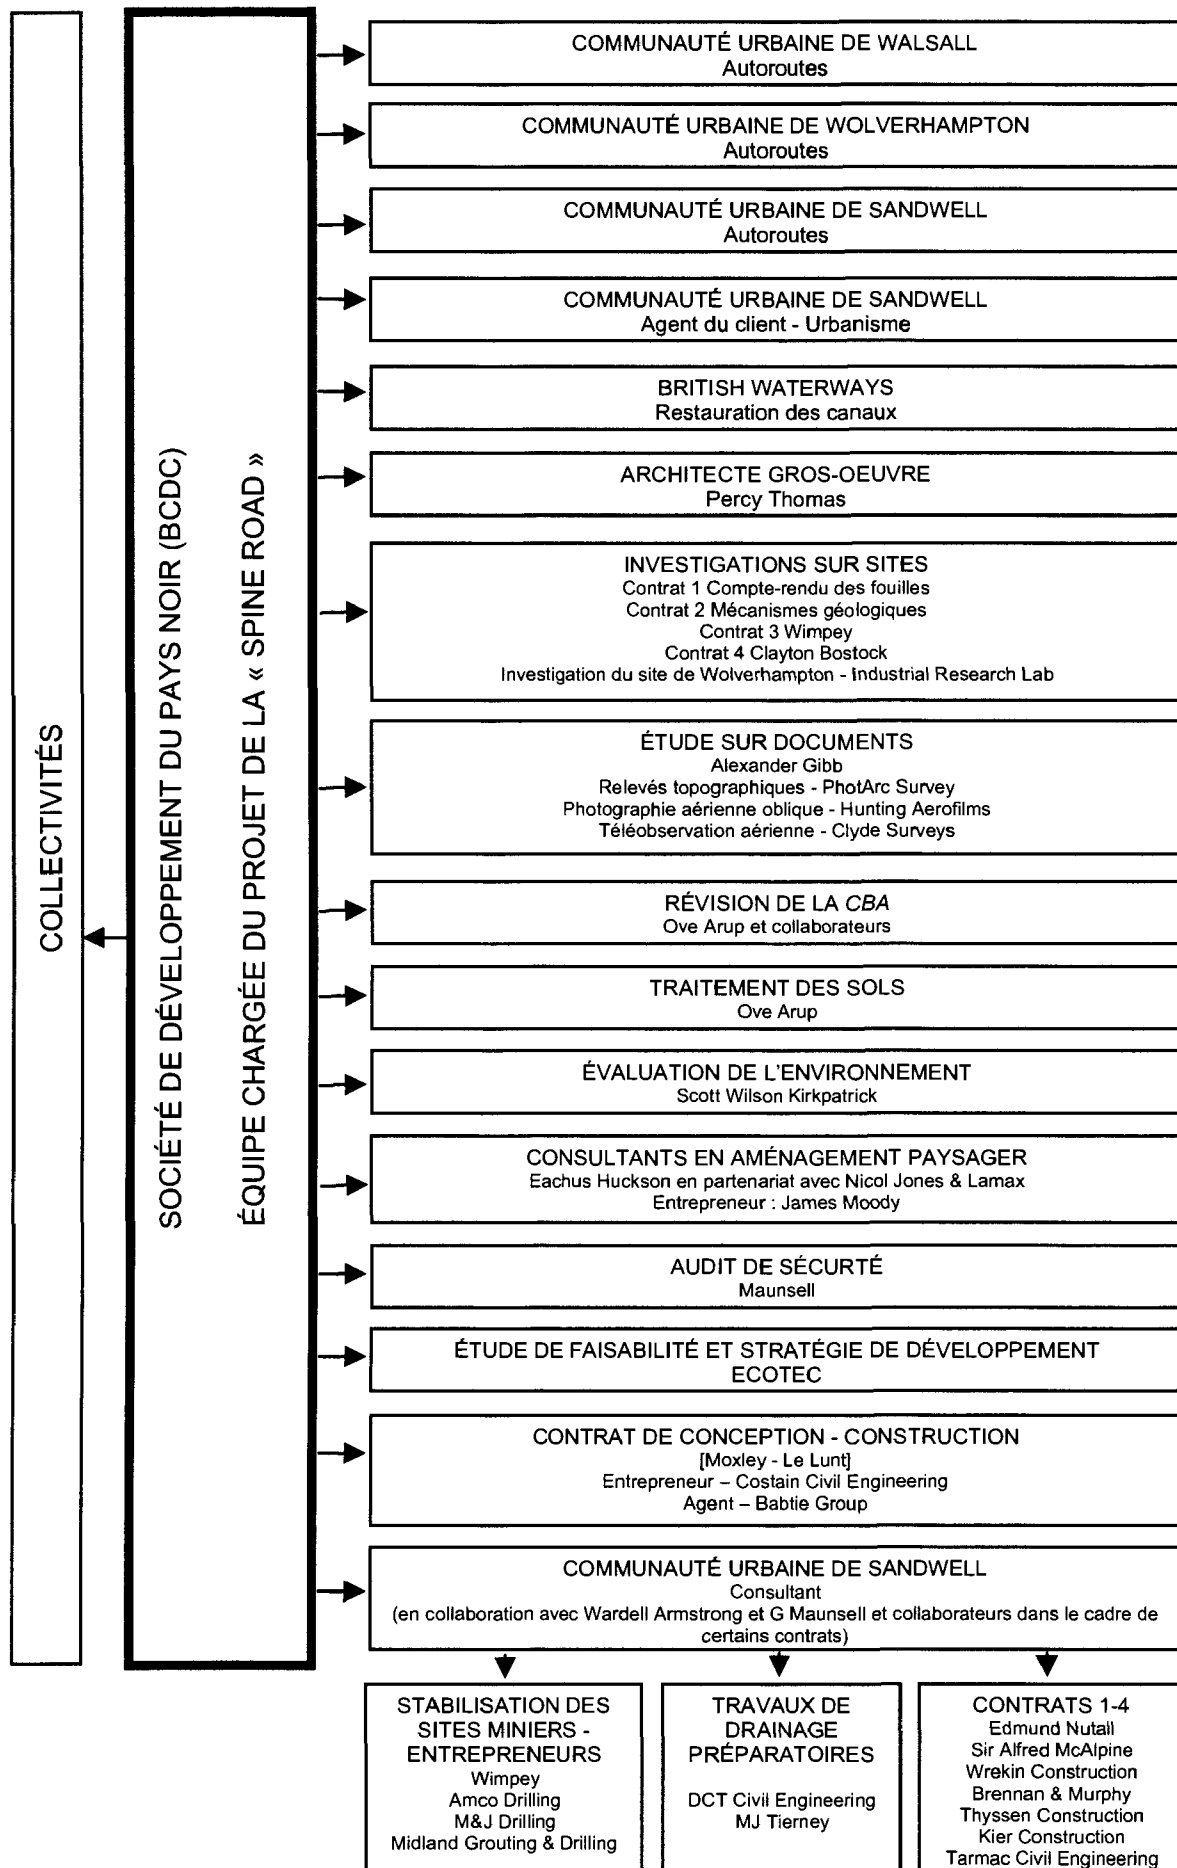 COLLECTIVITÉS
SOCIÉTÉ DE DÉVELOPPEMENT DU PAYS NOIR (BCDC)
ÉQUIPE CHARGÉE DU PROJET DE LA « SPINE ROAD »
COMMUNAUTÉ URBAINE DE WALSALL
Autoroutes
COMMUNAUTÉ URBAINE DE WOLVERHAMPTON
Autoroutes
COMMUNAUTÉ URBAINE DE SANDWELL
Autoroutes
COMMUNAUTÉ URBAINE DE SANDWELL
Agent du client - Urbanisme
BRITISH WATERWAYS
Restauration des canaux
ARCHITECTE GROS-OEUVRE
Percy Thomas
INVESTIGATIONS SUR SITES
Contrat 1 Compte-rendu des fouilles
Contrat 2 Mécanismes géologiques
Contrat 3 Wimpey
Contrat 4 Clayton Bostock
Investigation du site de Wolverhampton - Industrial Research Lab
ÉTUDE SUR DOCUMENTS
Alexander Gibb
Relevés topographiques - PhotArc Survey
Photographie aérienne oblique - Hunting Aerofilms
Téléobservation aérienne - Clyde Surveys
RÉVISION DE LA CBA
Ove Arup et collaborateurs
TRAITEMENT DES SOLS
Ove Arup
ÉVALUATION DE L'ENVIRONNEMENT
Scott Wilson Kirkpatrick
CONSULTANTS EN AMÉNAGEMENT PAYSAGER
Eachus Huckson en partenariat avec Nicol Jones & Lamax
Entrepreneur : James Moody
AUDIT DE SÉCURTÉ
Maunsell
ÉTUDE DE FAISABILITÉ ET STRATÉGIE DE DÉVELOPPEMENT
ECOTEC
CONTRAT DE CONCEPTION - CONSTRUCTION
[Moxley - Le Lunt]
Entrepreneur – Costain Civil Engineering
Agent – Babtie Group
COMMUNAUTÉ URBAINE DE SANDWELL
Consultant
(en collaboration avec Wardell Armstrong et G Maunsell et collaborateurs dans le cadre de
certains contrats)
STABILISATION DES
SITES MINIERS -
ENTREPRENEURS
Wimpey
Amco Drilling
M&J Drilling
Midland Grouting & Drilling
TRAVAUX DE
DRAINAGE
PRÉPARATOIRES
DCT Civil Engineering
MJ Tierney
CONTRATS 1-4
Edmund Nutall
Sir Alfred McAlpine
Wrekin Construction
Brennan & Murphy
Thyssen Construction
Kier Construction
Tarmac Civil Engineering